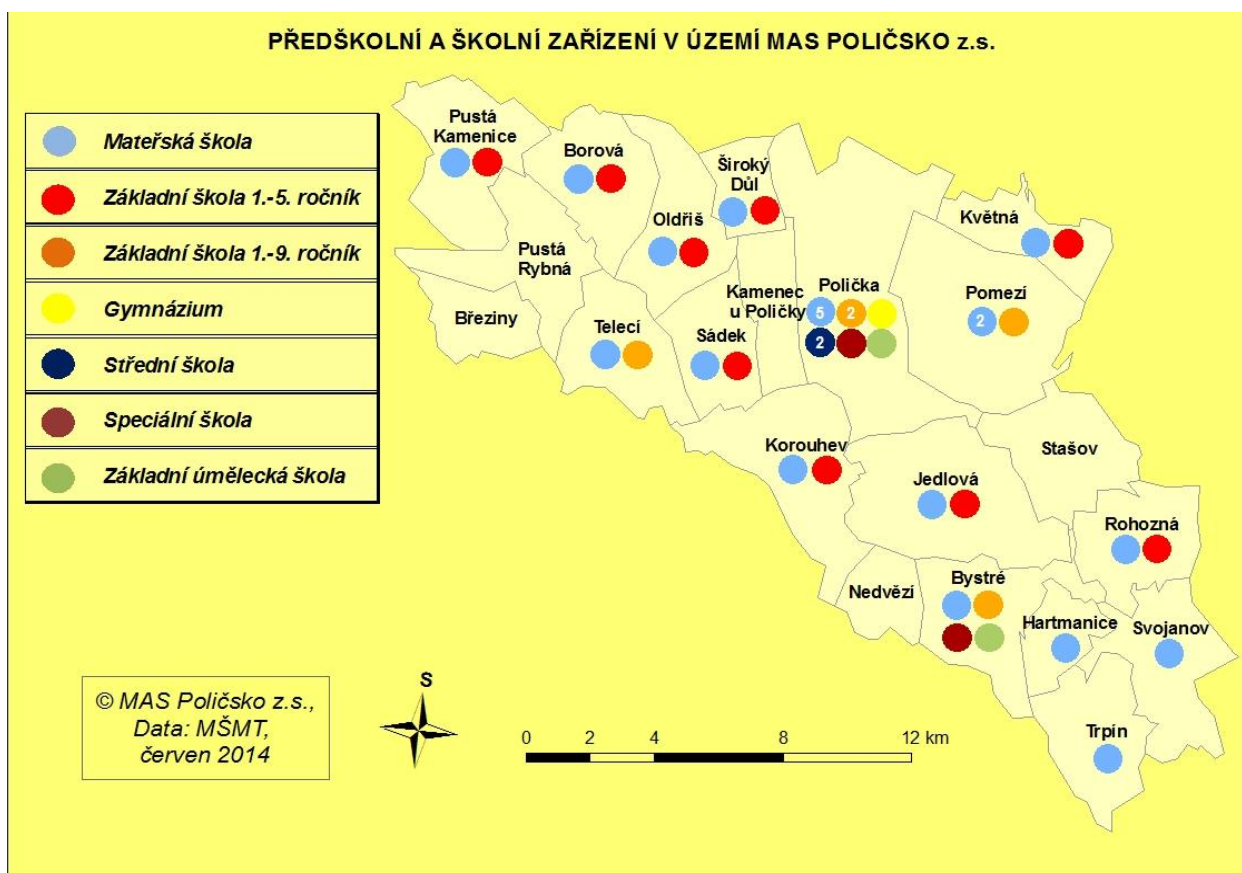 PŘEDŠKOLNÍ A ŠKOLNÍ ZAŘÍZENÍ V ÚZEMÍ MAS POLIČSKO z.s.
Mateřská škola
Základní škola 1.-5. ročník
Základní škola 1.-9. ročník
Gymnázium
Střední škola
Speciální škola
Základní úmělecká škola
Pustá
Kamenice
Borová
Široký
Důl
Oldřiš
Květná
Pustá
Rybná
Kamenec
u Poličky
Polička
5 2
2
Pomezí
2
Březiny
Telecí
Sádek
Korouhev
Stašov
Jedlová
Rohozná
Nedvězí
Bystré
Hartmanice
Svojanov
Trpín
© MAS Poličsko z.s.,
Data: MŠMT,
červen 2014
S
0 2 4 8 12 km